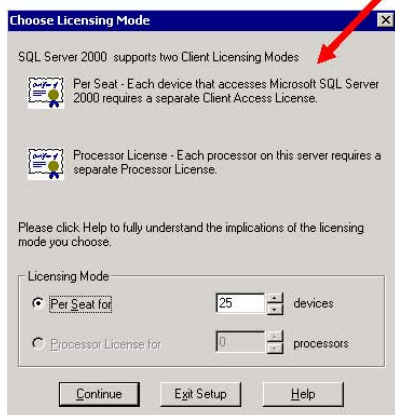 Choose Licensing Mode
SQL Server 2000 supports two Client Licensing Modes
Per Seat - Each device that accesses Microsoft SQL Server
2000 requires a separate Client Access License.
Processor License - Each processor on this server requires a
separate Processor License.
Please click Help to fully understand the implications of the licensing
mode you choose.
Licensing Mode
Per Seat for 25 devices
Processor License for 0 processors
Continue Exit Setup Help